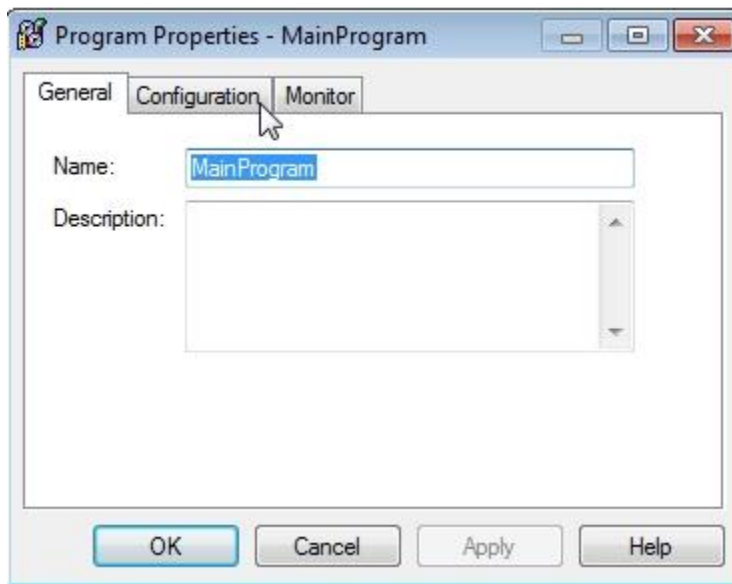 Program Properties - MainProgram
General Configuration Monitor
Name: MainProgram
Description:
OK Cancel Apply Help